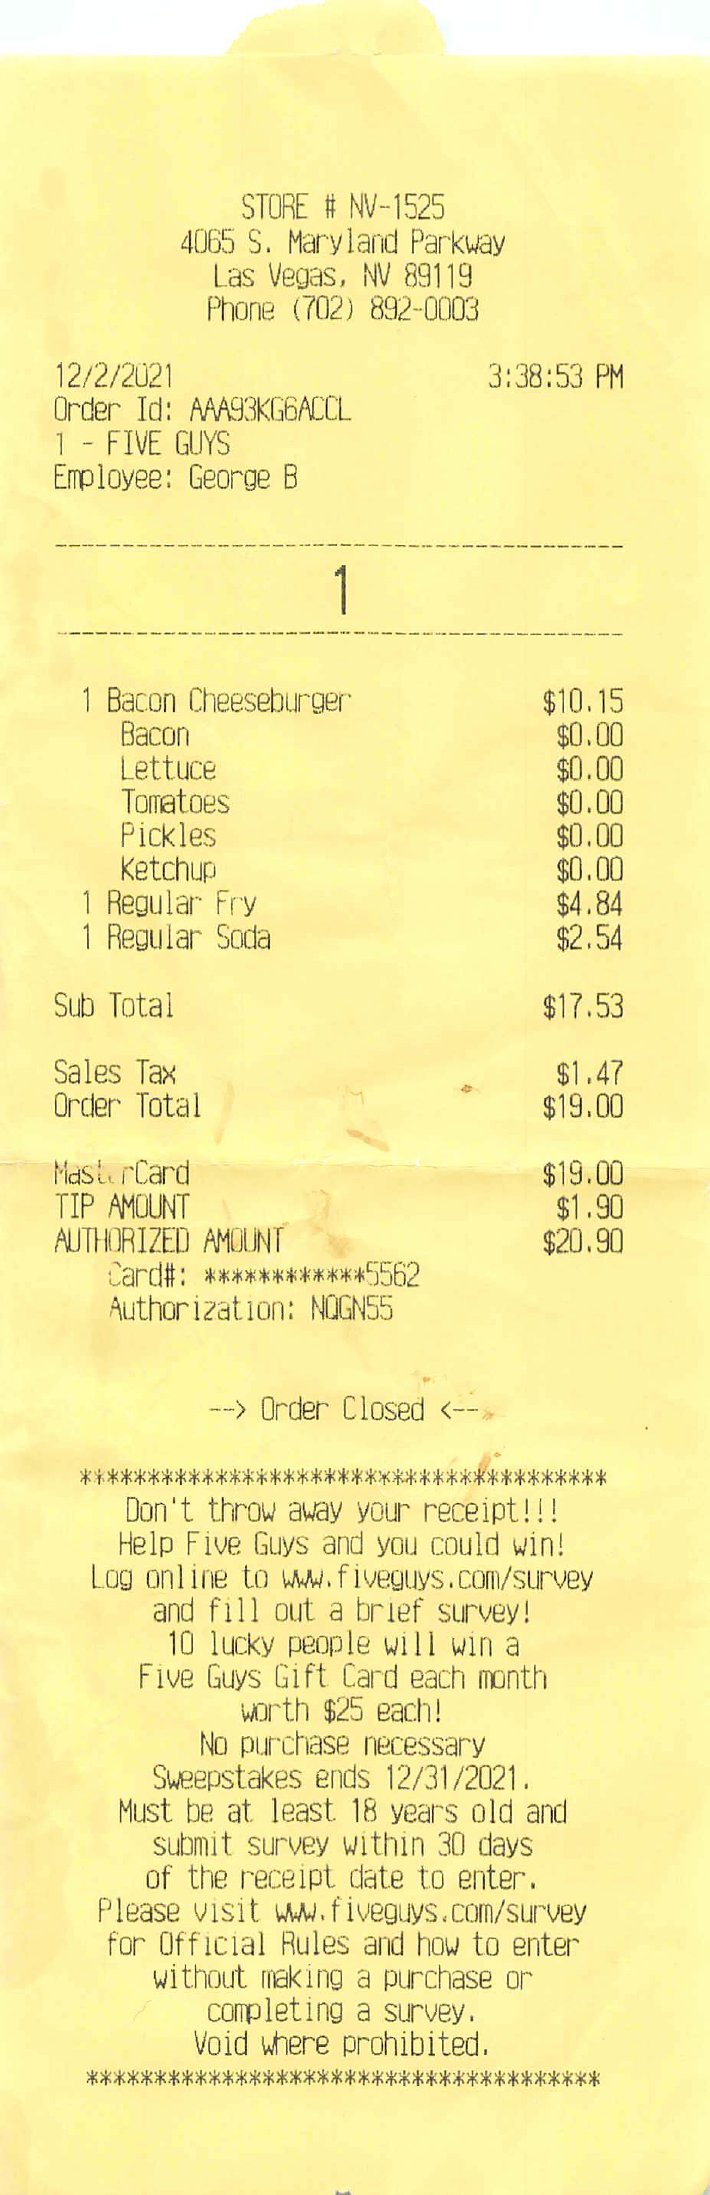 STORE # NV-1525
4065 S. Maryland Parkway
Las Vegas, NV 89119
Phone (702) 892-0003
12/2/2021 3:38:53 PM
Order Id: AAA93KG6ACCL
1 - FIVE GUYS
Employee: George B
------------------------------------------
1
------------------------------------------
1 Bacon Cheeseburger $10.15
Bacon $0.00
Lettuce $0.00
Tomatoes $0.00
Pickles $0.00
Ketchup $0.00
1 Regular Fry $4.84
1 Regular Soda $2.54
Sub Total $17.53
Sales Tax $1.47
Order Total $19.00
MasterCard $19.00
TIP AMOUNT $1.90
AUTHORIZED AMOUNT $20.90
Card#: ************5562
Authorization: NQGN55
--> Order Closed <--
***************************************
Don't throw away your receipt!!!
Help Five Guys and you could win!
Log online to www.fiveguys.com/survey
and fill out a brief survey!
10 lucky people will win a
Five Guys Gift Card each month
worth $25 each!
No purchase necessary
Sweepstakes ends 12/31/2021.
Must be at least 18 years old and
submit survey within 30 days
of the receipt date to enter.
Please visit www.fiveguys.com/survey
for Official Rules and how to enter
without making a purchase or
completing a survey.
Void where prohibited.
**************************************